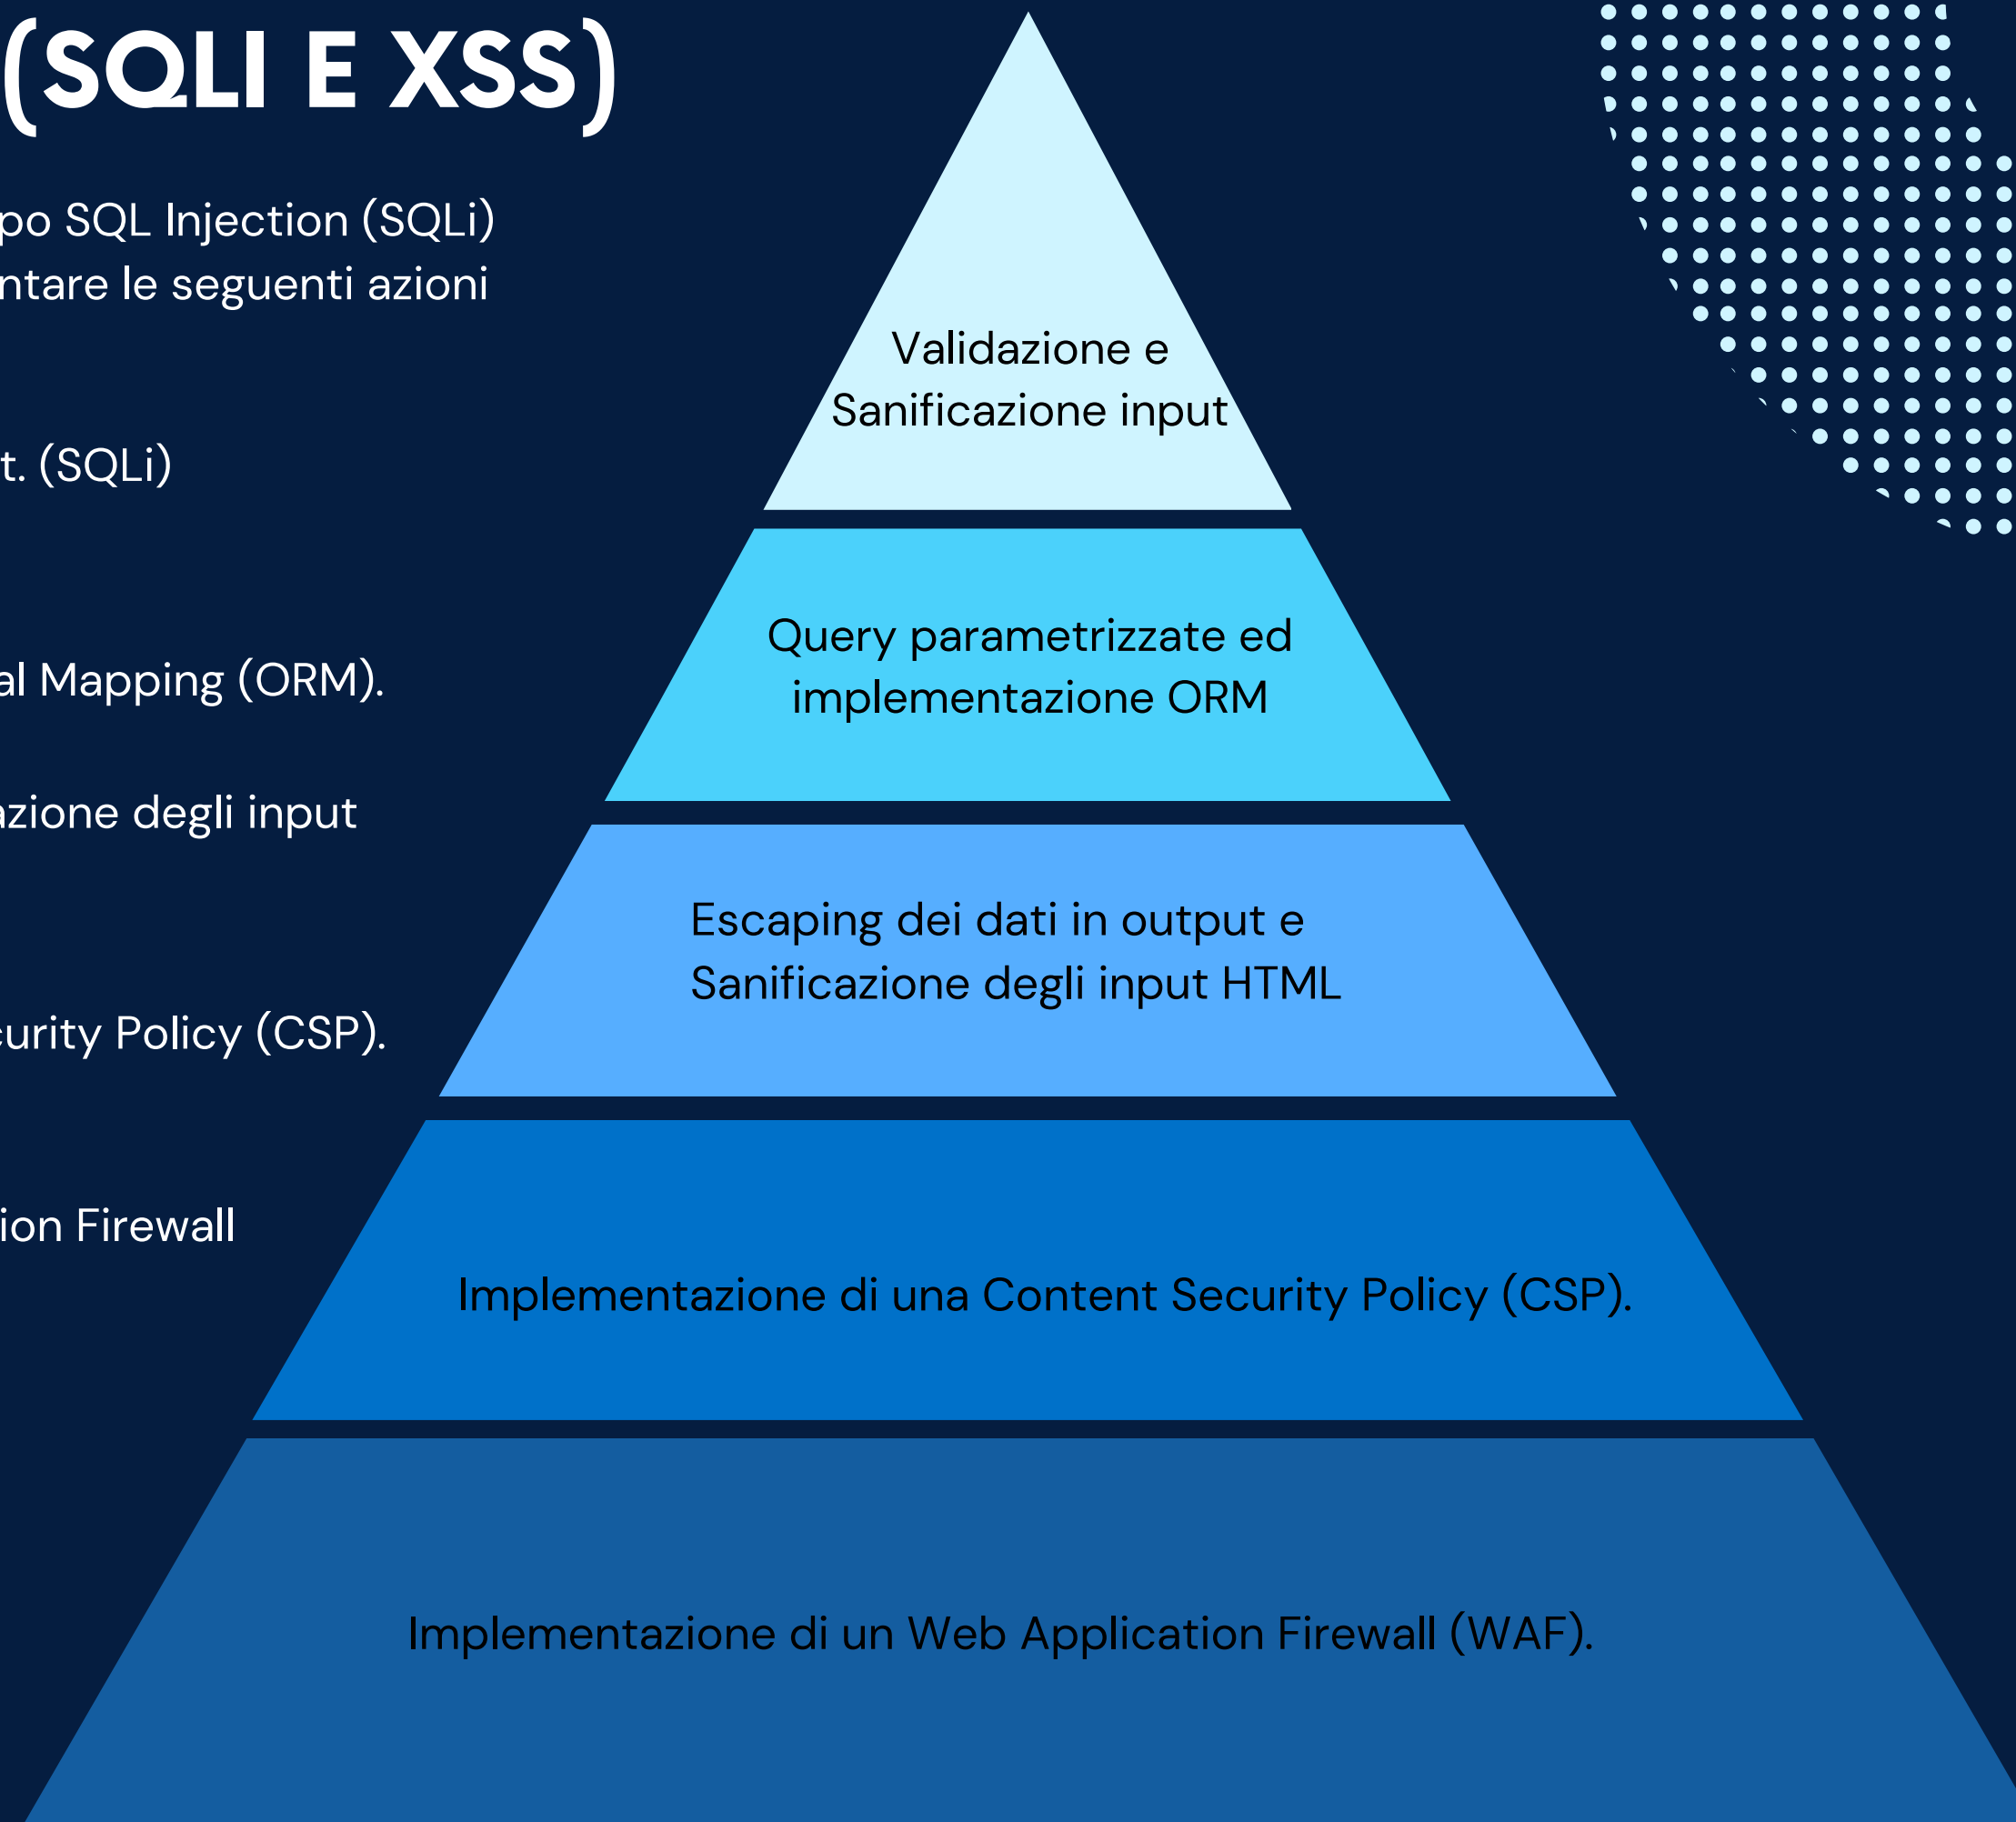 (SQLI E XSS)
po SQL Injection (SQLi)
ntare le seguenti azioni
t. (SQLi)
al Mapping (ORM).
azione degli input
curity Policy (CSP).
ion Firewall
Validazione e
Sanificazione input
Query parametrizzate ed
implementazione ORM
Escaping dei dati in output e
Sanificazione degli input HTML
Implementazione di una Content Security Policy (CSP).
Implementazione di un Web Application Firewall (WAF).